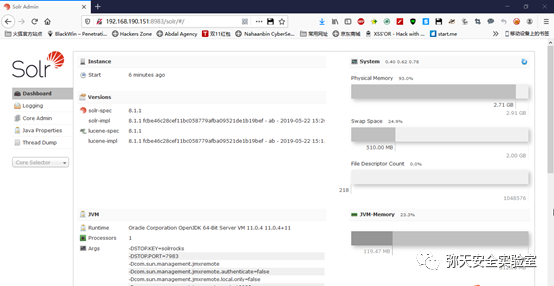 Solr Admin
192.168.190.151:8983/solr/#/
火狐官方站点
BlackWin – Penetrati...
Hackers Zone
Abdal Agency
双11红包
Nahaanbin CyberSec...
常用网址
京东商城
XSS'OR - Hack with ...
start.me
移动设备上的书签
Solr
Dashboard
Logging
Core Admin
Java Properties
Thread Dump
Core Selector
Instance
Start 6 minutes ago
Versions
solr-spec 8.1.1
solr-impl 8.1.1 fcbe46c28cef11bc058779afba09521de1b19bef - ab - 2019-05-22 15:2
lucene-spec 8.1.1
lucene-impl 8.1.1 fcbe46c28cef11bc058779afba09521de1b19bef - ab - 2019-05-22 15:1
JVM
Runtime Oracle Corporation OpenJDK 64-Bit Server VM 11.0.4 11.0.4+11
Processors 1
Args -DSTOP.KEY=solrrocks
-DSTOP.PORT=7983
-Dcom.sun.management.jmxremote
-Dcom.sun.management.jmxremote.authenticate=false
-Dcom.sun.management.jmxremote.local.only=false
System 0.40 0.62 0.78
Physical Memory 93.0%
2.71 GB
2.91 GB
Swap Space 24.9%
510.00 MB
2.00 GB
File Descriptor Count 0.0%
218
1048576
JVM-Memory 23.3%
119.47 MB
弥天安全实验室